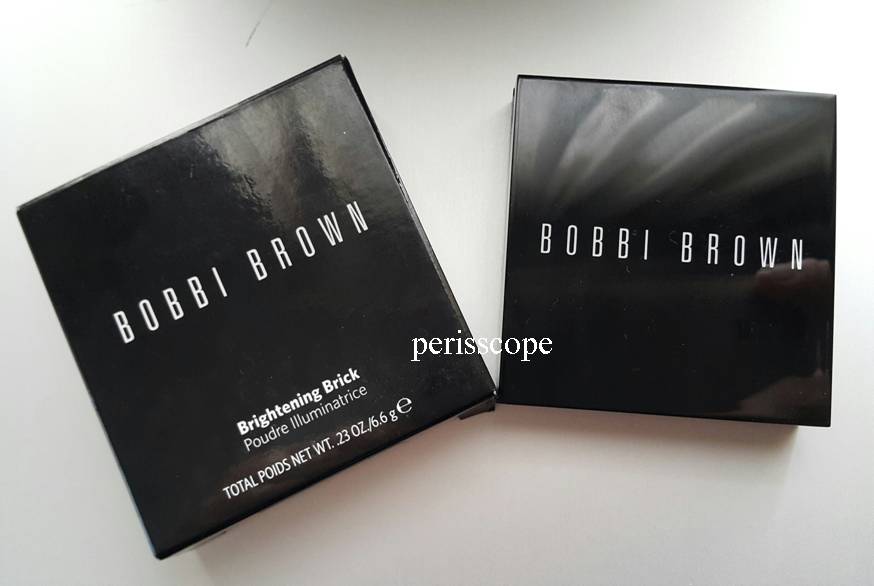 BOBBI BROWN
Brightening Brick
Poudre Illuminatrice
TOTAL POIDS NET WT. .23 OZ./6.6 g ℮
BOBBI BROWN
perisscope